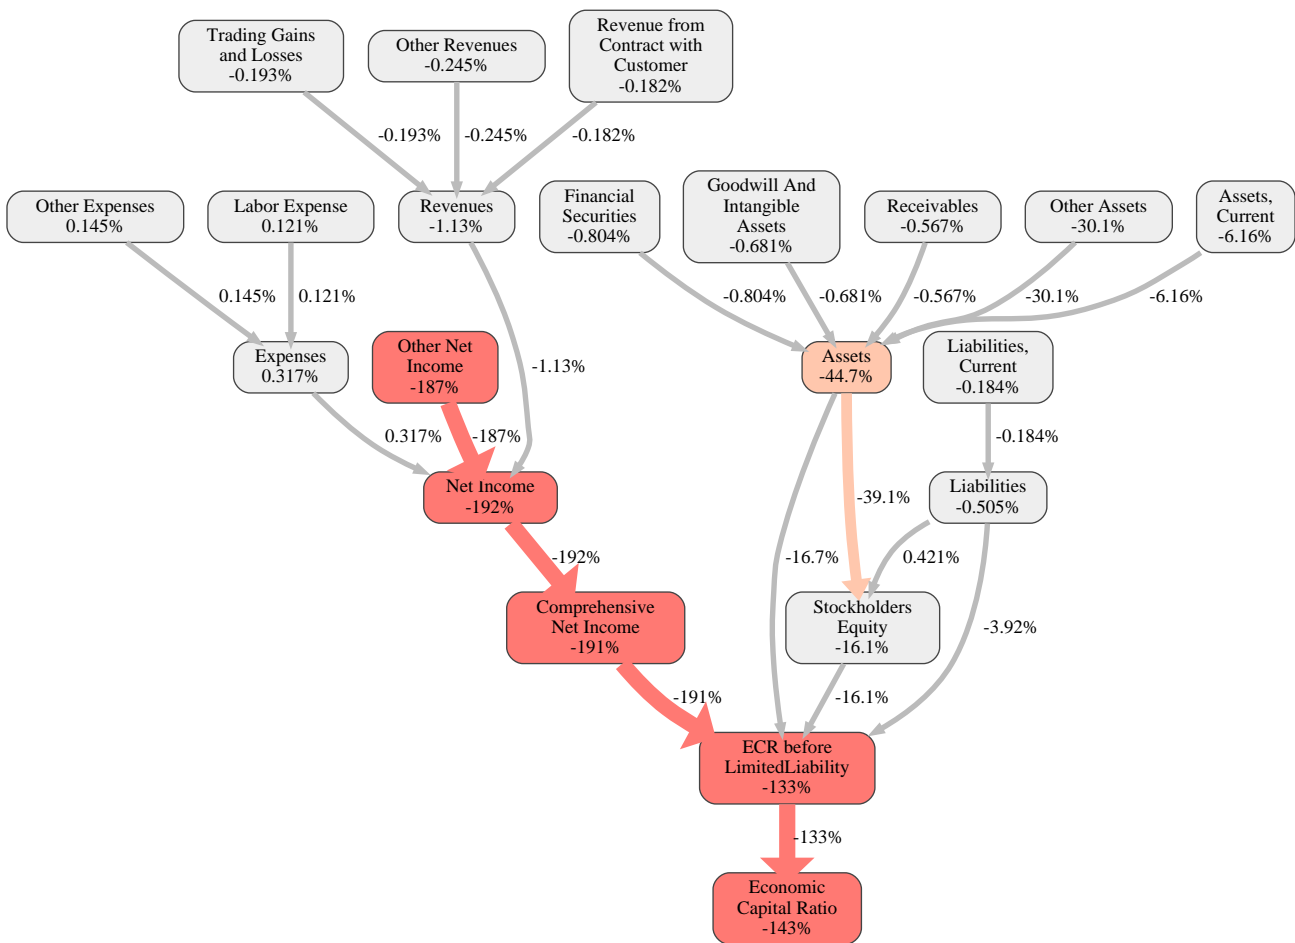 Trading Gains
and Losses
-0.193%
Other Revenues
-0.245%
Revenue from
Contract with
Customer
-0.182%
-0.193%
-0.245%
-0.182%
Other Expenses
0.145%
Labor Expense
0.121%
Revenues
-1.13%
Financial
Securities
-0.804%
Goodwill And
Intangible
Assets
-0.681%
Receivables
-0.567%
Other Assets
-30.1%
Assets,
Current
-6.16%
0.145%
0.121%
-0.804%
-0.681%
-0.567%
-30.1%
-6.16%
Expenses
0.317%
Other Net
Income
-187%
-1.13%
Assets
-44.7%
Liabilities,
Current
-0.184%
0.317%
-187%
-0.184%
Net Income
-192%
-39.1%
Liabilities
-0.505%
-192%
-16.7%
0.421%
Comprehensive
Net Income
-191%
Stockholders
Equity
-16.1%
-3.92%
-191%
-16.1%
ECR before
LimitedLiability
-133%
-133%
Economic
Capital Ratio
-143%